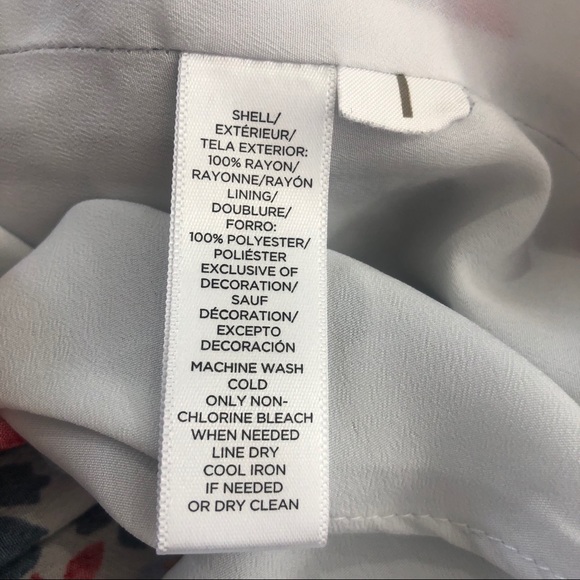 SHELL/
EXTÉRIEUR/
TELA EXTERIOR:
100% RAYON/
RAYONNE/RAYÓN
LINING/
DOUBLURE/
FORRO:
100% POLYESTER/
POLIÉSTER
EXCLUSIVE OF
DECORATION/
SAUF
DÉCORATION/
EXCEPTO
DECORACIÓN
MACHINE WASH
COLD
ONLY NON-
CHLORINE BLEACH
WHEN NEEDED
LINE DRY
COOL IRON
IF NEEDED
OR DRY CLEAN